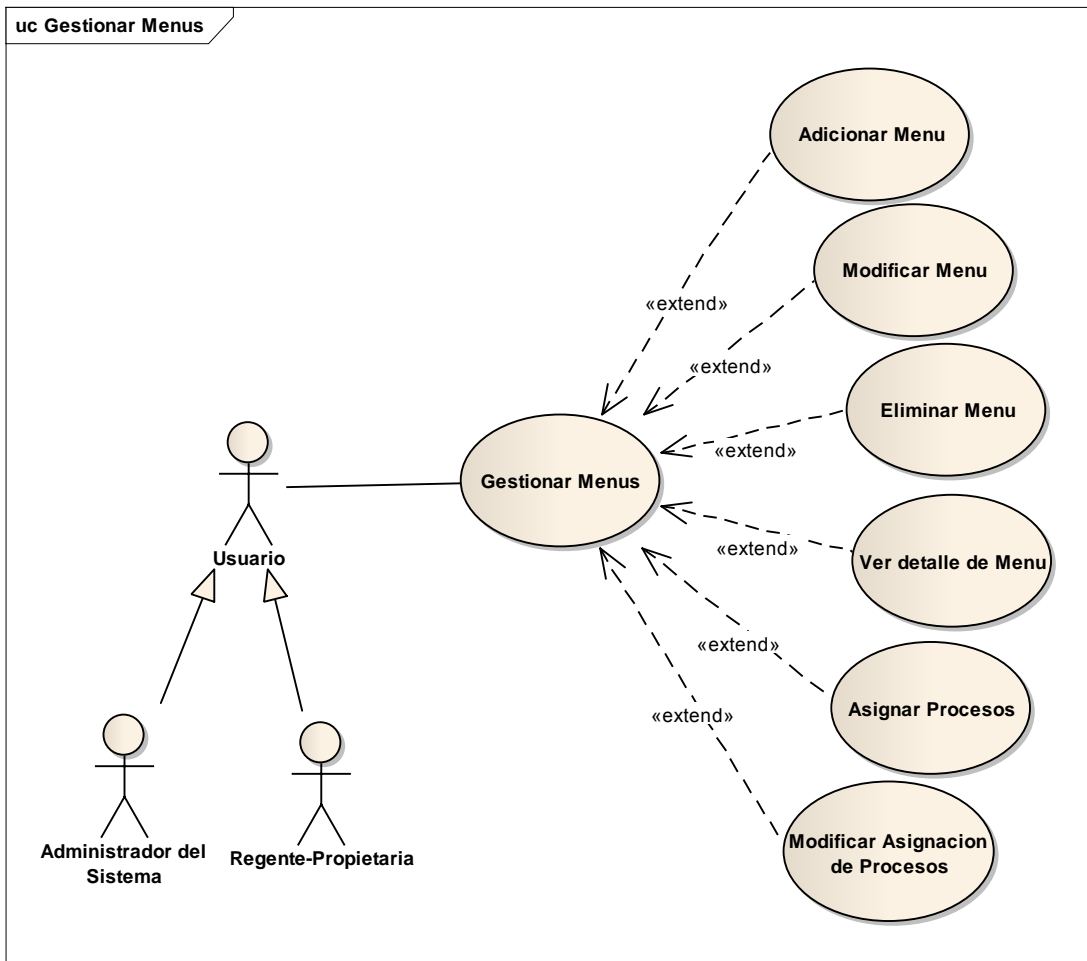 uc Gestionar Menus
Adicionar Menu
Modificar Menu
«extend»
«extend»
Eliminar Menu
«extend»
Gestionar Menus
«extend»
Ver detalle de Menu
Usuario
«extend»
Asignar Procesos
«extend»
Modificar Asignacion
de Procesos
Administrador del
Sistema
Regente-Propietaria